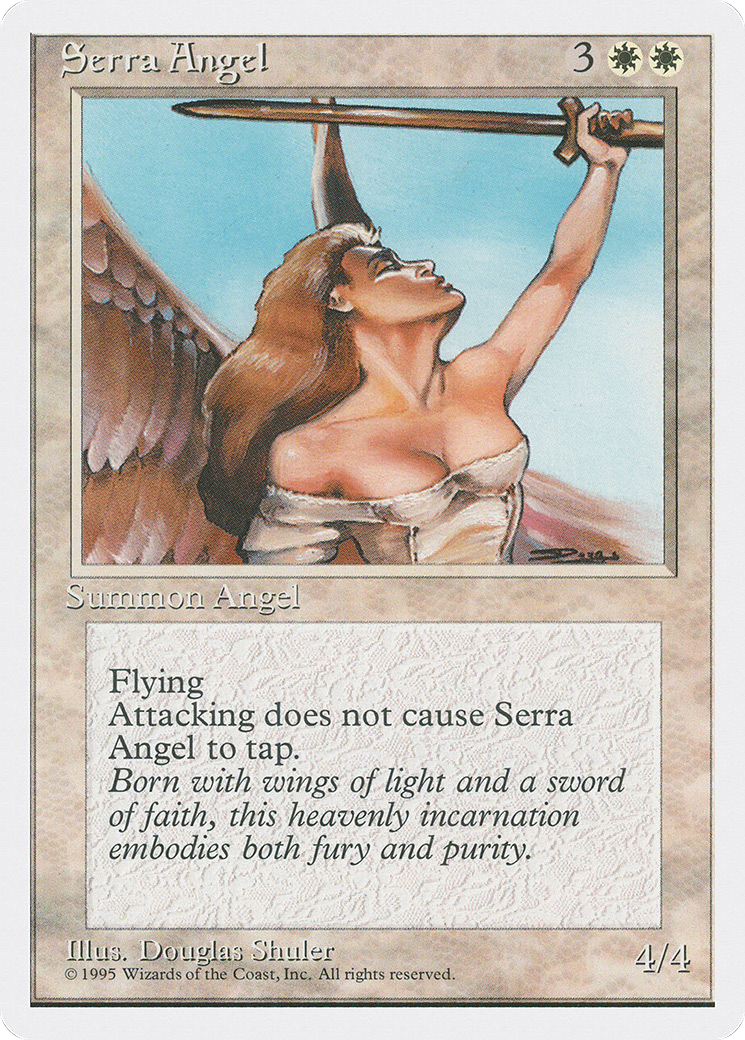 Serra Angel 3
Summon Angel
Flying
Attacking does not cause Serra
Angel to tap.
Born with wings of light and a sword
of faith, this heavenly incarnation
embodies both fury and purity.
Illus. Douglas Shuler
© 1995 Wizards of the Coast, Inc. All rights reserved.
4/4